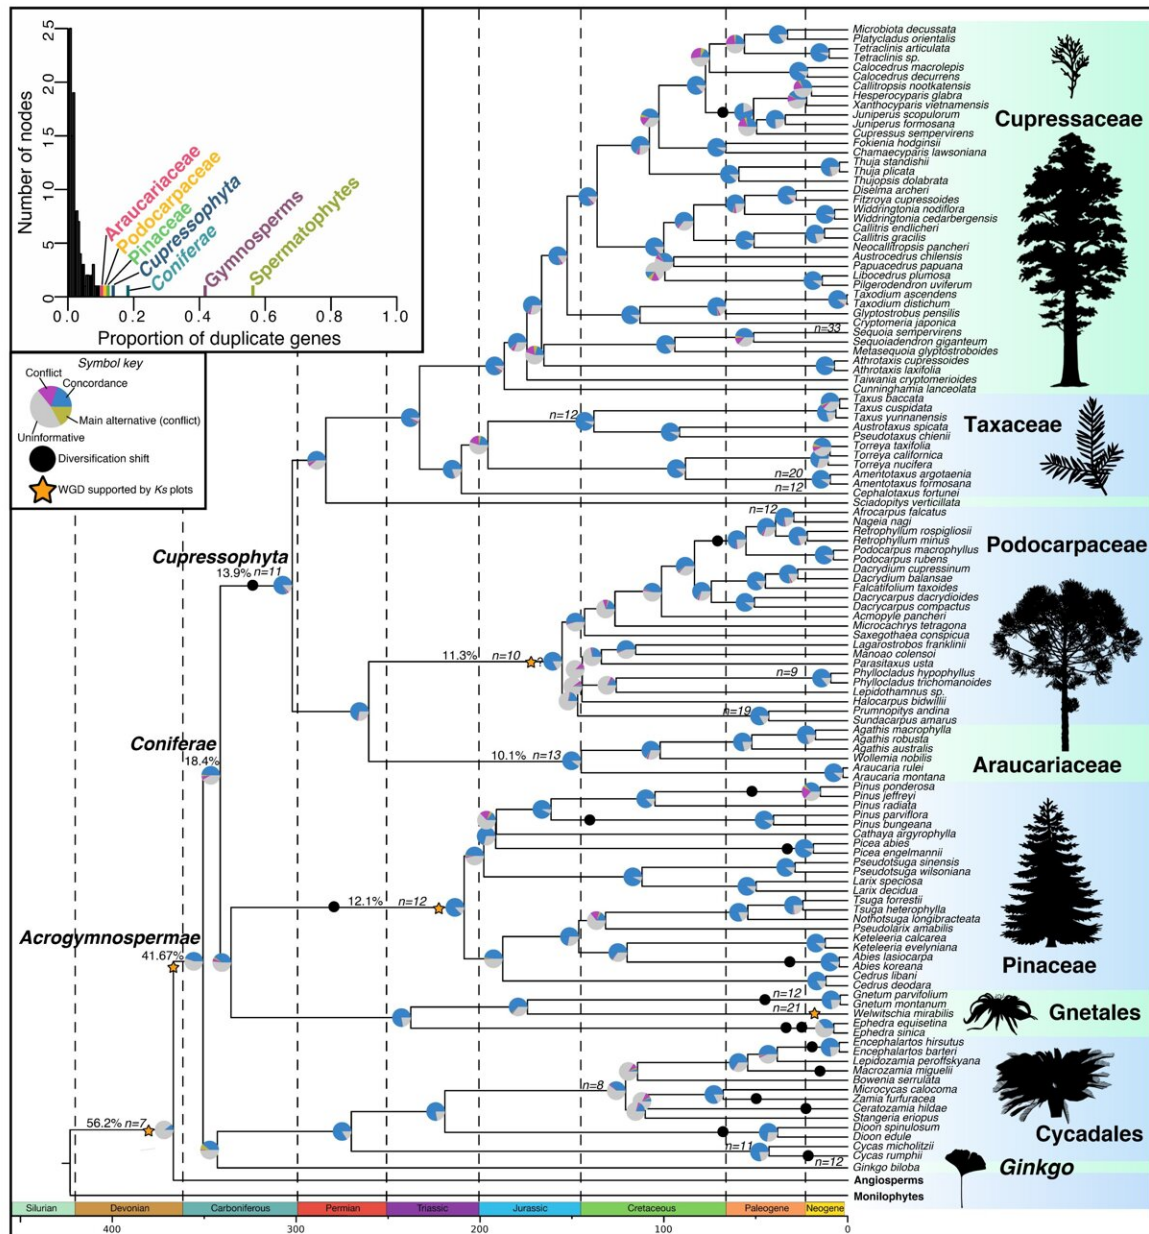 25
20
15
10
5
0
Number of nodes
Araucariaceae
Podocarpaceae
Pinaceae
Cupressophyta
Coniferae
Gymnosperms
Spermatophytes
0.0 0.2 0.4 0.6 0.8 1.0
Proportion of duplicate genes
Symbol key
Conflict
Concordance
Main alternative (conflict)
Uninformative
Diversification shift
WGD supported by Ks plots
Cupressophyta
13.9% n=11
Coniferae
18.4%
Acrogymnospermae
41.67%
56.2% n=7
11.3% n=10
10.1% n=13
12.1% n=12
Microbiota decussata
Platycladus orientalis
Tetraclinis articulata
Tetraclinis sp.
Calocedrus macrolepis
Calocedrus decurrens
Callitropsis nootkatensis
Hesperocyparis glabra
Xanthocyparis vietnamensis
Juniperus scopulorum
Juniperus formosana
Cupressus sempervirens
Fokienia hodginsii
Chamaecyparis lawsoniana
Thuja standishii
Thuja plicata
Thujopsis dolabrata
Diselma archeri
Fitzroya cupressoides
Widdringtonia nodiflora
Widdringtonia cedarbergensis
Callitris endlicheri
Callitris gracilis
Neocallitropsis pancheri
Austrocedrus chilensis
Papuacedrus papuana
Libocedrus plumosa
Pilgerodendron uviferum
Taxodium ascendens
Taxodium distichum
Glyptostrobus pensilis
Cryptomeria japonica
n=33 Sequoia sempervirens
Sequoiadendron giganteum
Metasequoia glyptostroboides
Athrotaxis cupressoides
Athrotaxis laxifolia
Taiwania cryptomerioides
Cunninghamia lanceolata
Cupressaceae
Taxus baccata
Taxus cuspidata
n=12 Taxus yunnanensis
Austrotaxus spicata
Pseudotaxus chienii
Torreya taxifolia
Torreya californica
Torreya nucifera
n=20 Amentotaxus argotaenia
Amentotaxus formosana
n=12 Cephalotaxus fortunei
Sciadopitys verticillata
Taxaceae
n=12 Afrocarpus falcatus
Nageia nagi
Retrophyllum rospigliosii
Retrophyllum minus
Podocarpus macrophyllus
Podocarpus rubens
Dacrydium cupressinum
Dacrydium balansae
Falcatifolium taxoides
Dacrycarpus dacrydioides
Dacrycarpus compactus
Acmopyle pancheri
Microcachrys tetragona
Saxegothaea conspicua
Lagarostrobos franklinii
Manoao colensoi
Parasitaxus usta
n=9 Phyllocladus hypophyllus
Phyllocladus trichomanoides
Lepidothamnus sp.
Halocarpus bidwillii
n=19 Prumnopitys andina
Sundacarpus amarus
Podocarpaceae
Agathis macrophylla
Agathis robusta
Agathis australis
Wollemia nobilis
Araucaria rulei
Araucaria montana
Araucariaceae
Pinus ponderosa
Pinus jeffreyi
Pinus radiata
Pinus parviflora
Pinus bungeana
Cathaya argyrophylla
Picea abies
Picea engelmannii
Pseudotsuga sinensis
Pseudotsuga wilsoniana
Larix speciosa
Larix decidua
Tsuga forrestii
Tsuga heterophylla
Nothotsuga longibracteata
Pseudolarix amabilis
Keteleeria calcarea
Keteleeria evelyniana
Abies lasiocarpa
Abies koreana
Cedrus libani
Cedrus deodara
Pinaceae
n=12 Gnetum parvifolium
Gnetum montanum
n=21 Welwitschia mirabilis
Ephedra equisetina
Ephedra sinica
Gnetales
Encephalartos hirsutus
Encephalartos barteri
Lepidozamia peroffskyana
Macrozamia miguelii
Bowenia serrulata
n=8 Microcycas calocoma
Zamia furfuracea
Ceratozamia hildae
Stangeria eriopus
Dioon spinulosum
Dioon edule
n=11 Cycas micholitzii
Cycas rumphii
Cycadales
n=12 Ginkgo biloba
Ginkgo
Angiosperms
Monilophytes
Silurian Devonian Carboniferous Permian Triassic Jurassic Cretaceous Paleogene Neogene
400 300 200 100 0